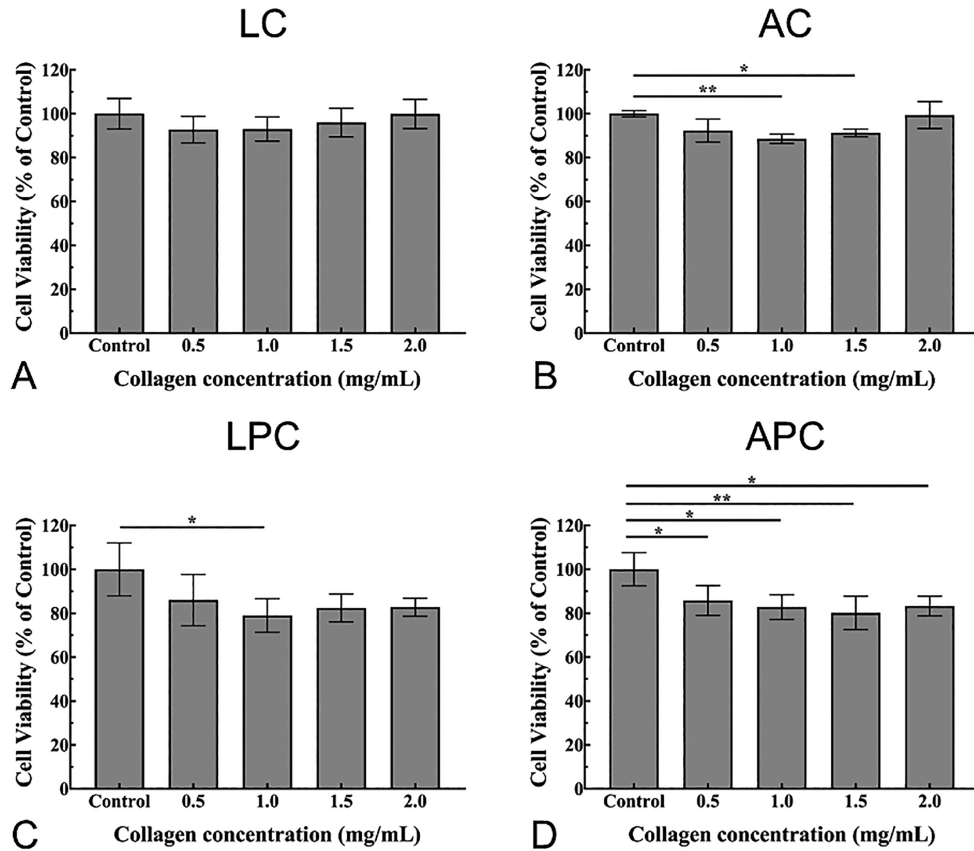 LC
120
100
80
60
40
20
0
Cell Viability (% of Control)
Control 0.5 1.0 1.5 2.0
Collagen concentration (mg/mL)
A
AC
*
**
120
100
80
60
40
20
0
Cell Viability (% of Control)
Control 0.5 1.0 1.5 2.0
Collagen concentration (mg/mL)
B
LPC
*
120
100
80
60
40
20
0
Cell Viability (% of Control)
Control 0.5 1.0 1.5 2.0
Collagen concentration (mg/mL)
C
APC
*
**
*
*
120
100
80
60
40
20
0
Cell Viability (% of Control)
Control 0.5 1.0 1.5 2.0
Collagen concentration (mg/mL)
D